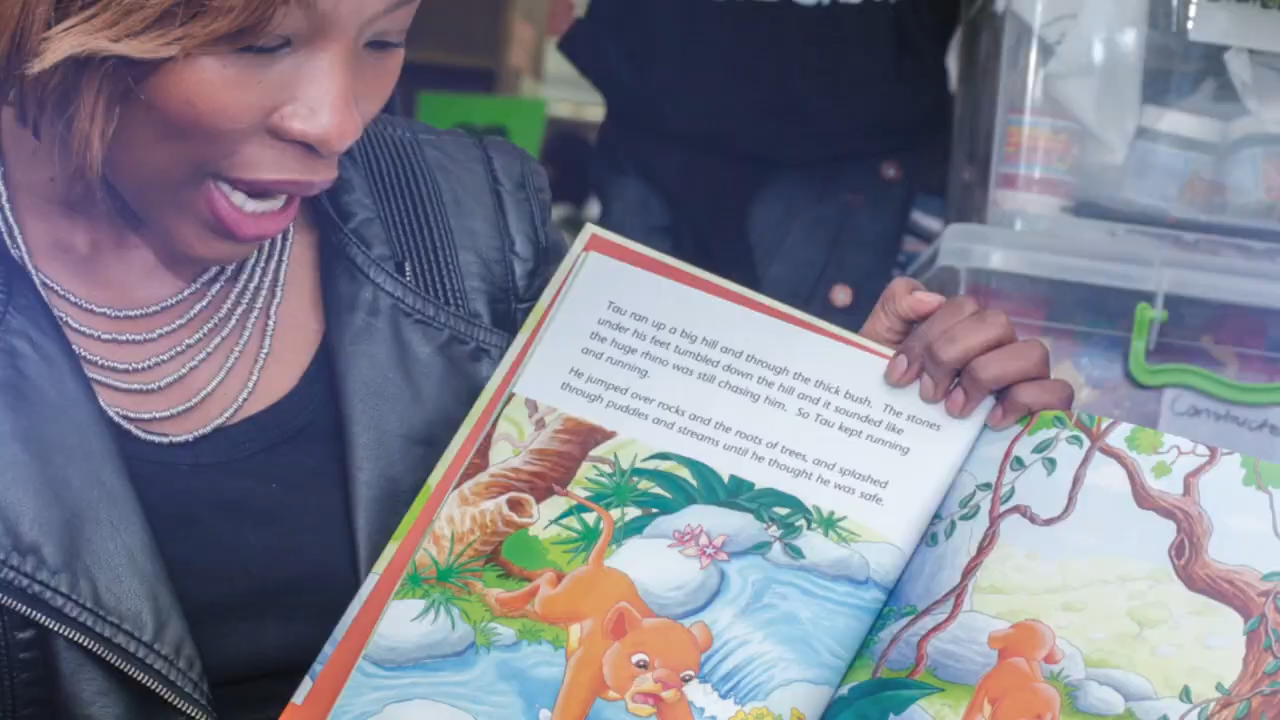 Tau ran up a big hill and through the thick bush. The stones
under his feet tumbled down the hill and it sounded like
the huge rhino was still chasing him. So Tau kept running
and running.
He jumped over rocks and the roots of trees, and splashed
through puddles and streams until he thought he was safe.